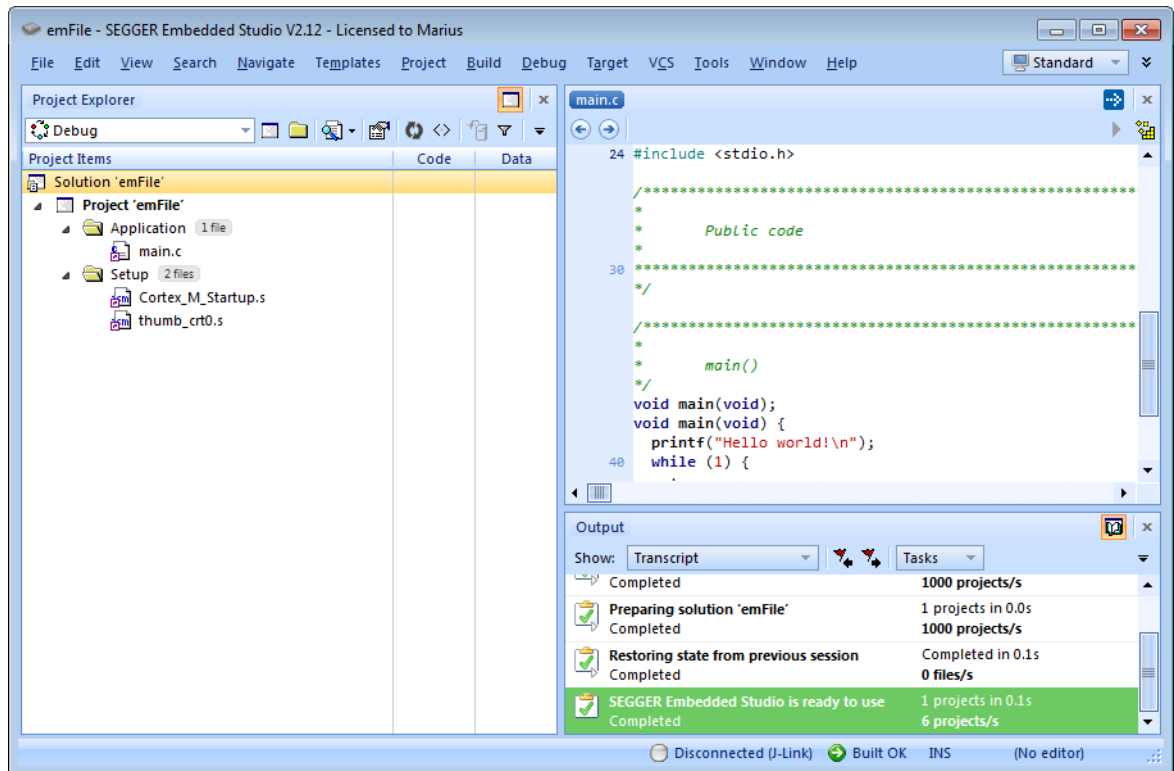 emFile - SEGGER Embedded Studio V2.12 - Licensed to Marius
File Edit View Search Navigate Templates Project Build Debug Target VCS Tools Window Help Standard
Project Explorer
Debug
Project Items Code Data
Solution 'emFile'
Project 'emFile'
Application 1 file
main.c
Setup 2 files
asm Cortex_M_Startup.s
asm thumb_crt0.s
main.c
24 #include <stdio.h>
/*******************************************************
*
*       Public code
*
30 ********************************************************
*/
/*******************************************************
*
*       main()
*/
void main(void);
void main(void) {
  printf("Hello world!\n");
40   while (1) {
Output
Show: Transcript Tasks
Completed 1000 projects/s
Preparing solution 'emFile' 1 projects in 0.0s
Completed 1000 projects/s
Restoring state from previous session Completed in 0.1s
Completed 0 files/s
SEGGER Embedded Studio is ready to use 1 projects in 0.1s
Completed 6 projects/s
Disconnected (J-Link) Built OK INS (No editor)